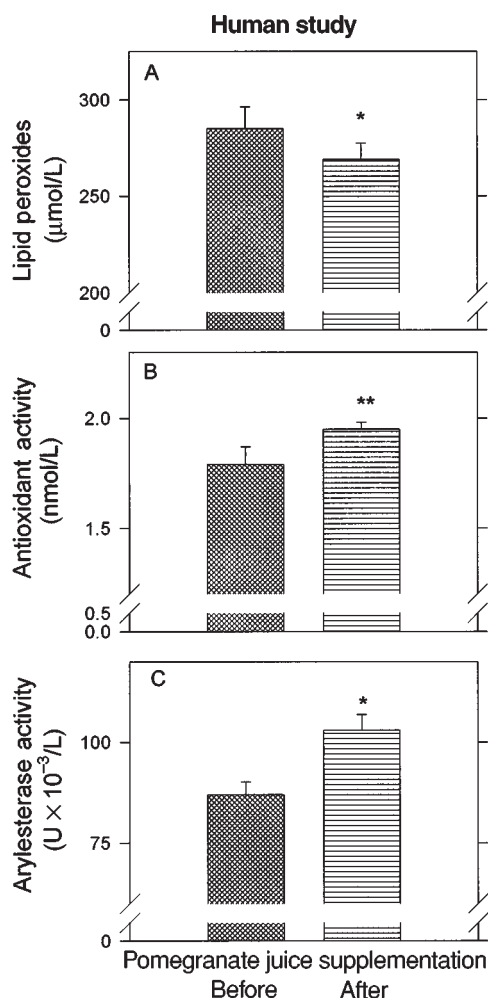 Human study
A
Lipid peroxides
(μmol/L)
300
250
200
0
*
B
Antioxidant activity
(nmol/L)
2.0
1.5
0.5
0.0
**
C
Arylesterase activity
(U × 10⁻³/L)
100
75
0
*
Pomegranate juice supplementation
Before After